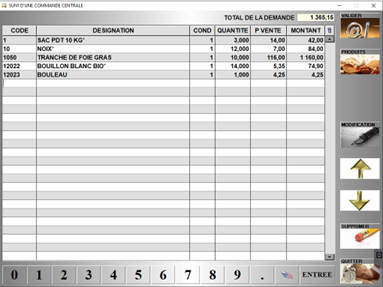 SUIVI D'UNE COMMANDE CENTRALE
TOTAL DE LA DEMANDE 1 365,15
VALIDER
CODE DESIGNATION COND QUANTITE P VENTE MONTANT
1 SAC PDT 10 KG* 1 3,000 14,00 42,00
10 NOIX* 1 12,000 7,00 84,00
1050 TRANCHE DE FOIE GRAS 1 10,000 116,00 1 160,00
12022 BOUILLON BLANC BIO* 1 14,000 5,35 74,90
12023 BOULEAU 1 1,000 4,25 4,25
PRODUITS
MODIFICATION
SUPPRIMER
QUITTER
0 1 2 3 4 5 6 7 8 9 . ENTREE